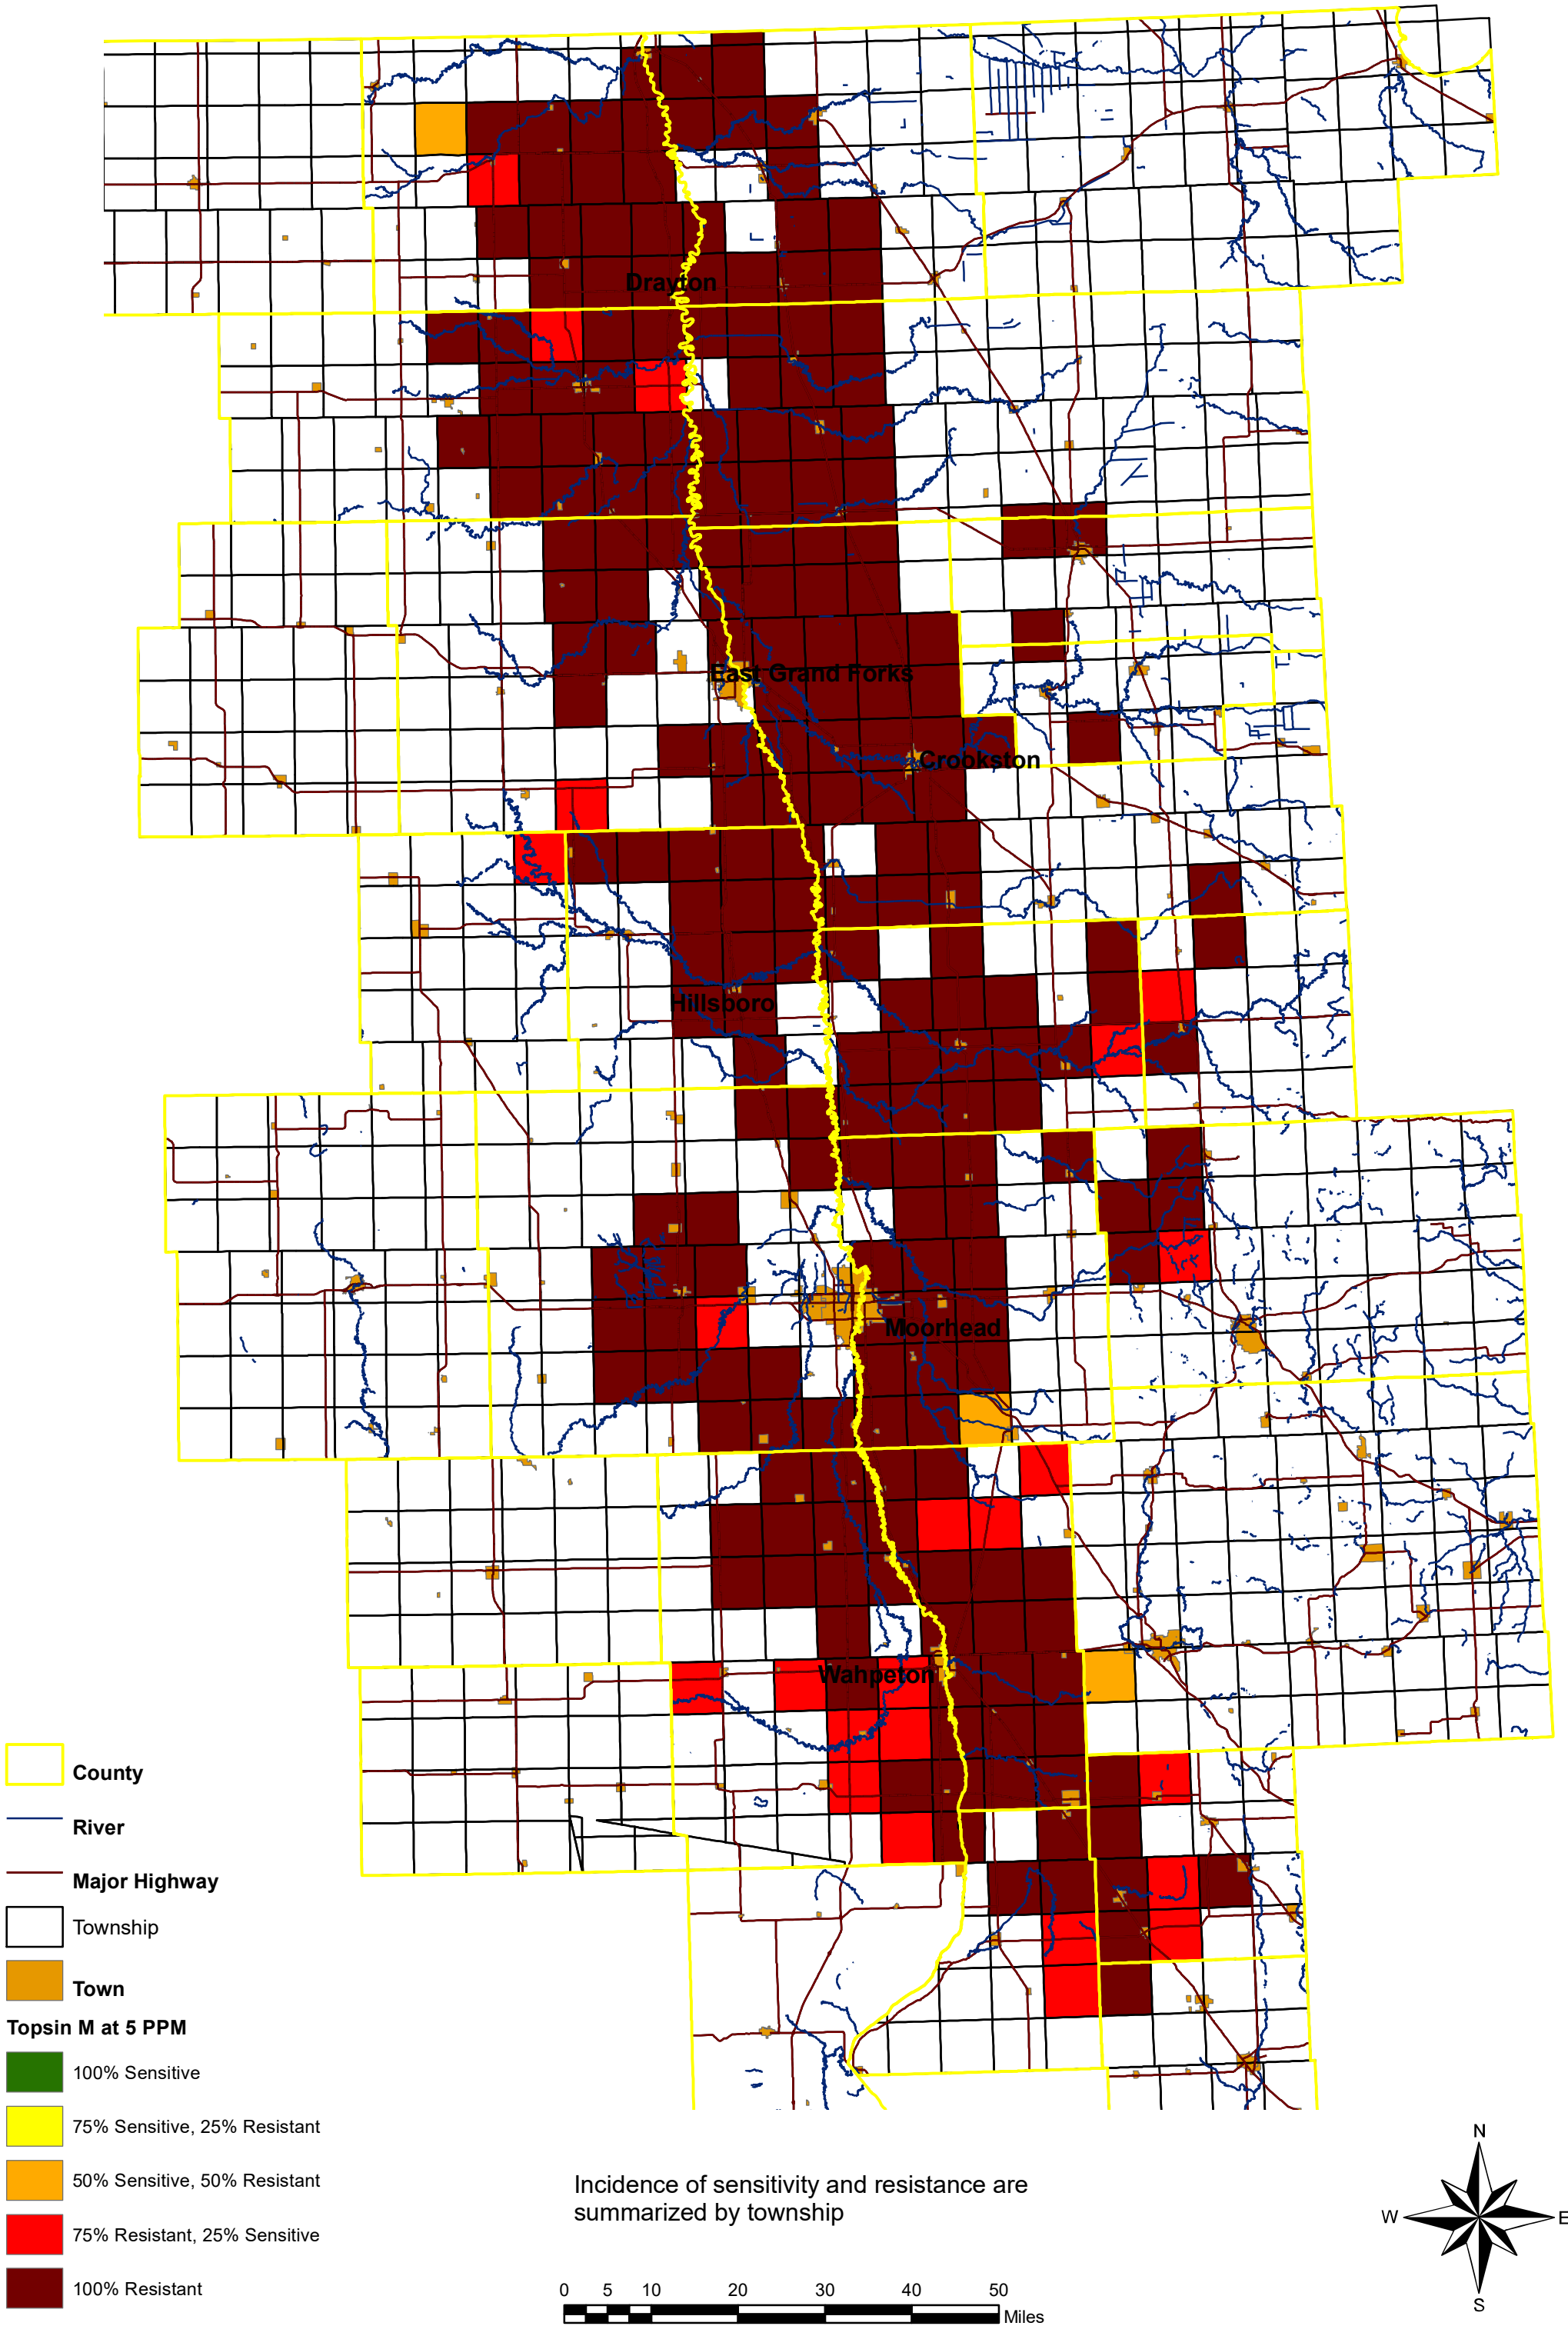 Drayton
East Grand Forks
Crookston
Hillsboro
Moorhead
Wahpeton
County
River
Major Highway
Township
Town
Topsin M at 5 PPM
100% Sensitive
75% Sensitive, 25% Resistant
50% Sensitive, 50% Resistant
75% Resistant, 25% Sensitive
100% Resistant
Incidence of sensitivity and resistance are
summarized by township
0 5 10 20 30 40 50
Miles
N
W E
S